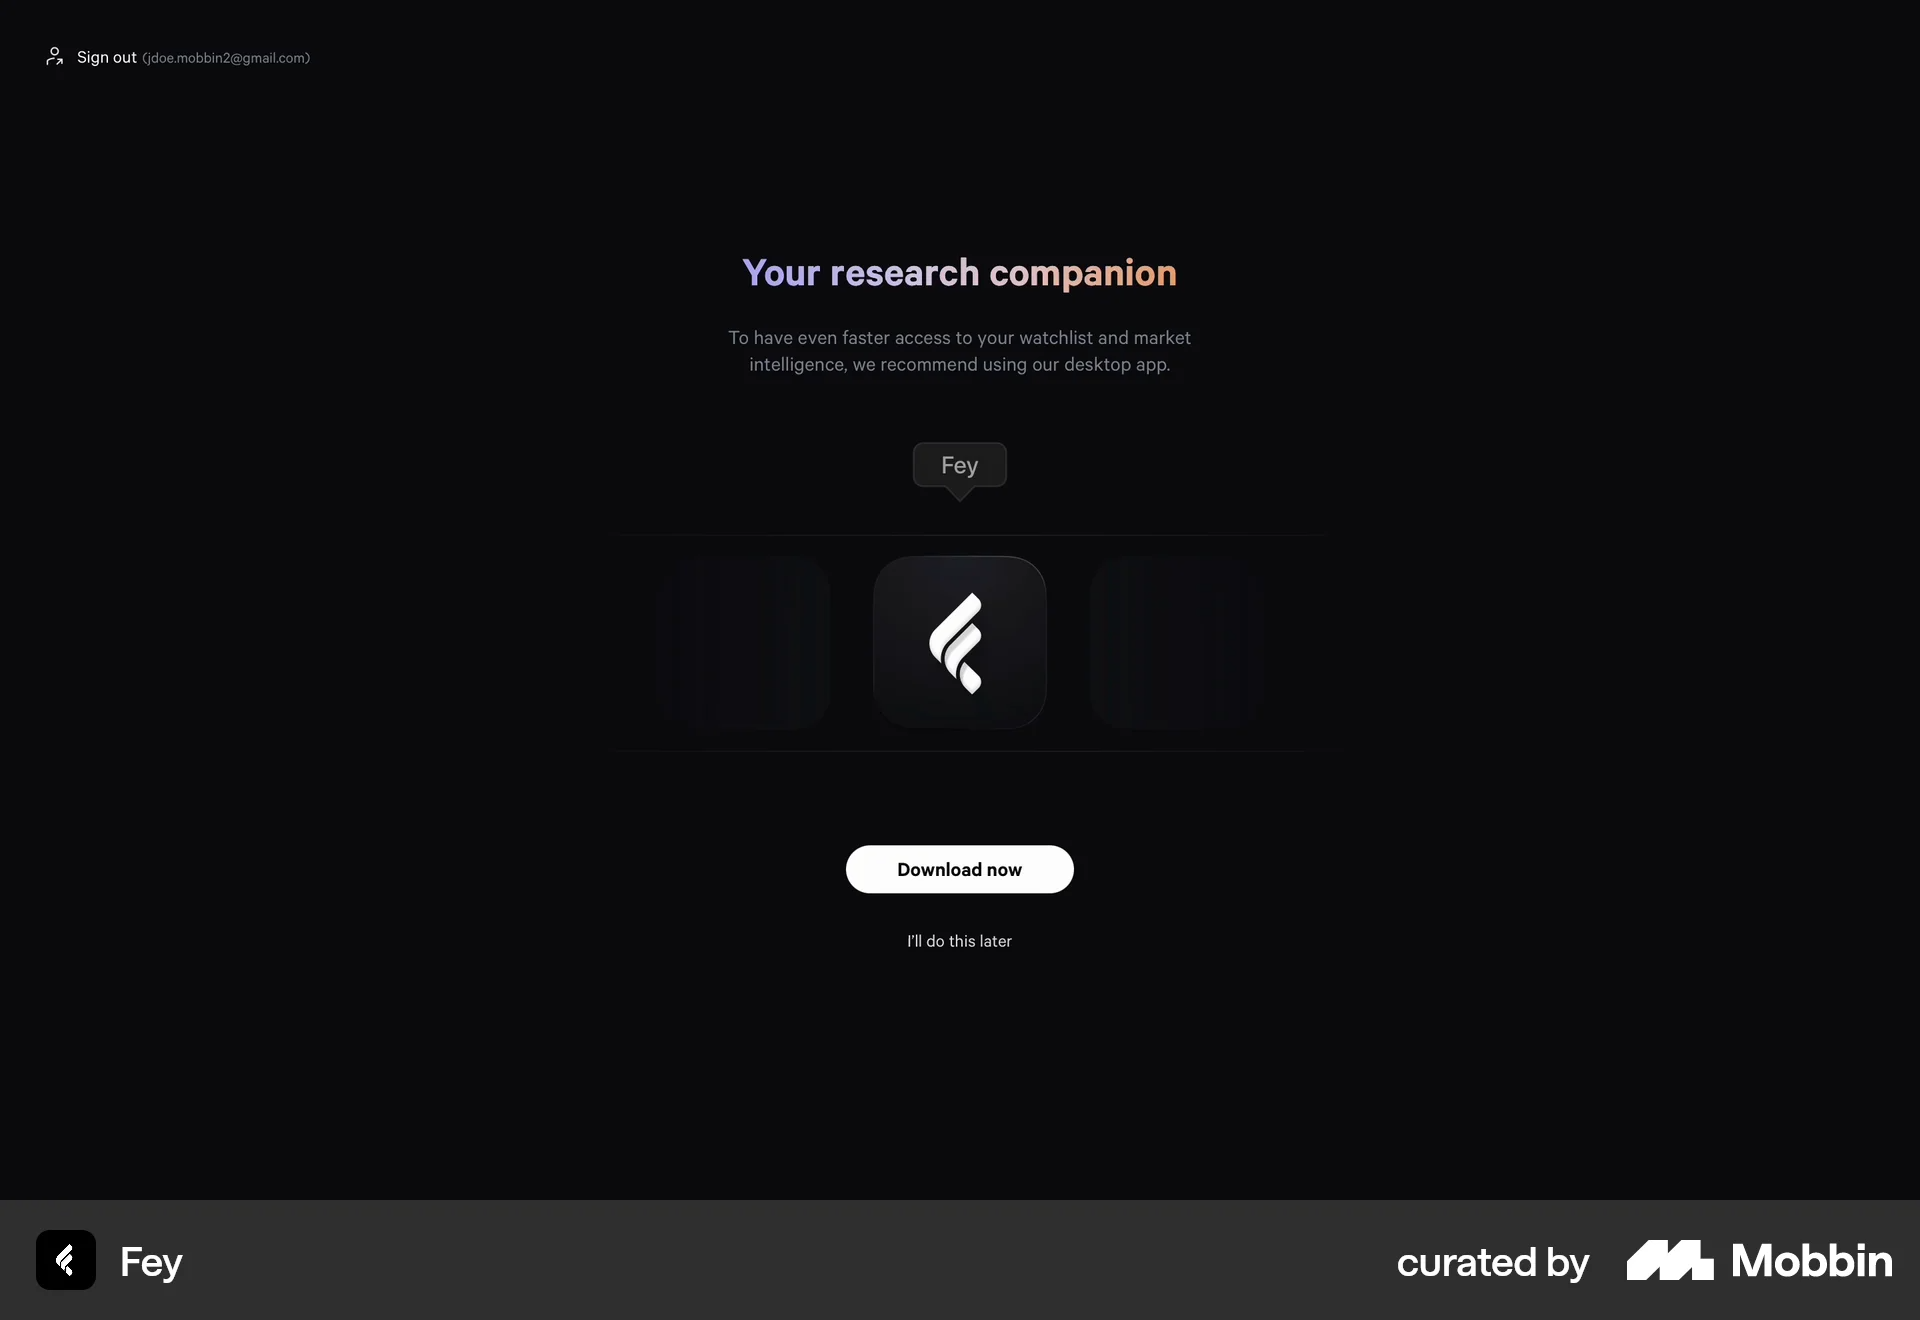 Sign out (jdoe.mobbin2@gmail.com)
Your research companion
To have even faster access to your watchlist and market
intelligence, we recommend using our desktop app.
Fey
Download now
I'll do this later
Fey
curated by Mobbin